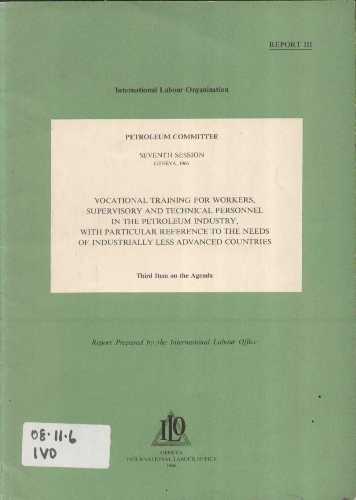 REPORT III
International Labour Organisation
PETROLEUM COMMITTEE
SEVENTH SESSION
GENEVA, 1966
VOCATIONAL TRAINING FOR WORKERS,
SUPERVISORY AND TECHNICAL PERSONNEL
IN THE PETROLEUM INDUSTRY,
WITH PARTICULAR REFERENCE TO THE NEEDS
OF INDUSTRIALLY LESS ADVANCED COUNTRIES
Third Item on the Agenda
Report Prepared by the International Labour Office
08·11·6
IVO
ILO
GENEVA
INTERNATIONAL LABOUR OFFICE
1966